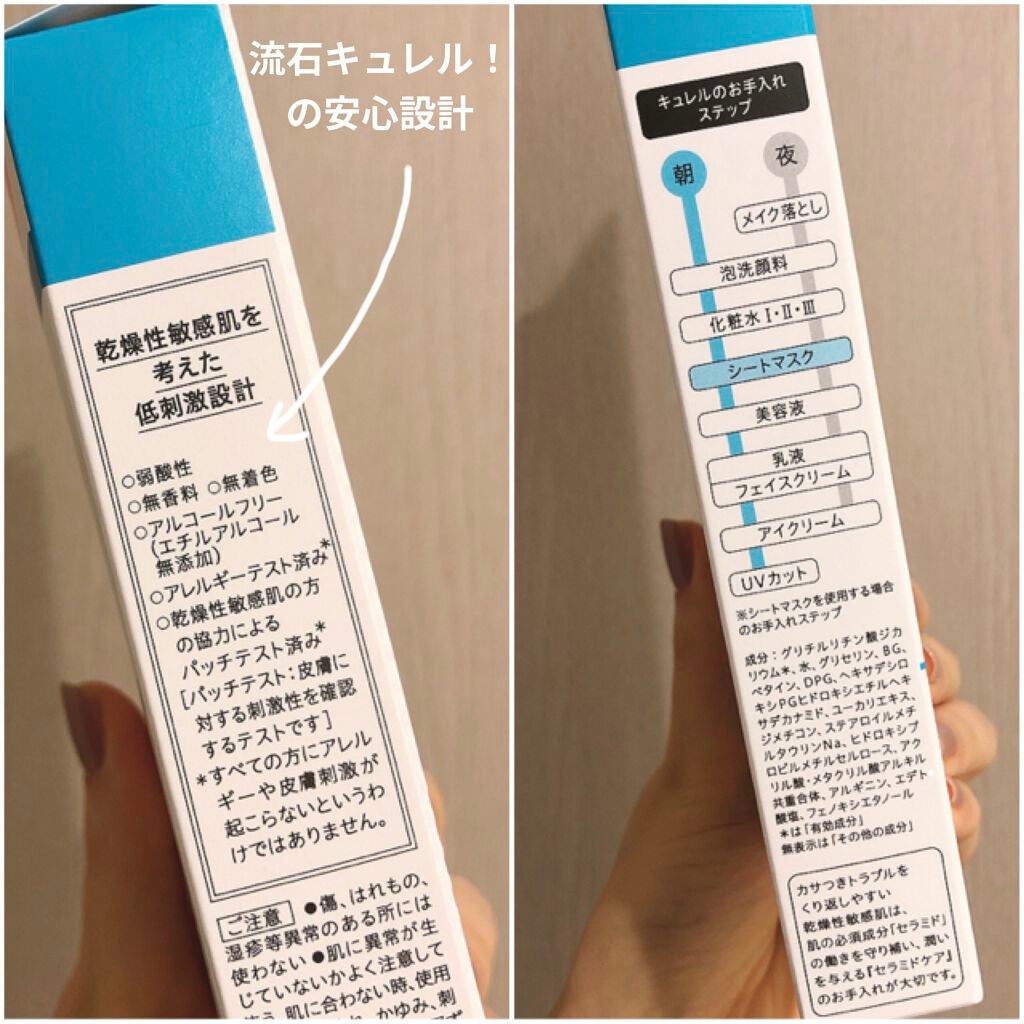 流石キュレル!
の安心設計
乾燥性敏感肌を
考えた
低刺激設計
○弱酸性
○無香料 ○無着色
○アルコールフリー
(エチルアルコール
無添加)
○アレルギーテスト済み*
○乾燥性敏感肌の方
の協力による
パッチテスト済み*
[パッチテスト:皮膚に
対する刺激性を確認
するテストです]
*すべての方にアレル
ギーや皮膚刺激が
起こらないというわ
けではありません。
ご注意 ●傷、はれもの、
湿疹等異常のある所には
使わない ●肌に異常が生
じていないかよく注意して
使う。肌に合わない時、使用
キュレルのお手入れ
ステップ
朝
夜
メイク落とし
泡洗顔料
化粧水 I・II・III
シートマスク
美容液
乳液
フェイスクリーム
アイクリーム
UVカット
※シートマスクを使用する場合
のお手入れステップ
成分:グリチルリチン酸ジカ
リウム*、水、グリセリン、BG、
ベタイン、DPG、ヘキサデシロ
キシPGヒドロキシエチルヘキ
サデカナミド、ユーカリエキス、
ジメチコン、ステアロイルメチ
ルタウリンNa、ヒドロキシプ
ロピルメチルセルロース、アク
リル酸・メタクリル酸アルキル
共重合体、アルギニン、エデト
酸塩、フェノキシエタノール
*は「有効成分」
無表示は「その他の成分」
カサつきトラブルを
くり返しやすい
乾燥性敏感肌は、
肌の必須成分「セラミド」
の働きを守り補い、潤い
を与える『セラミドケア』
のお手入れが大切です。